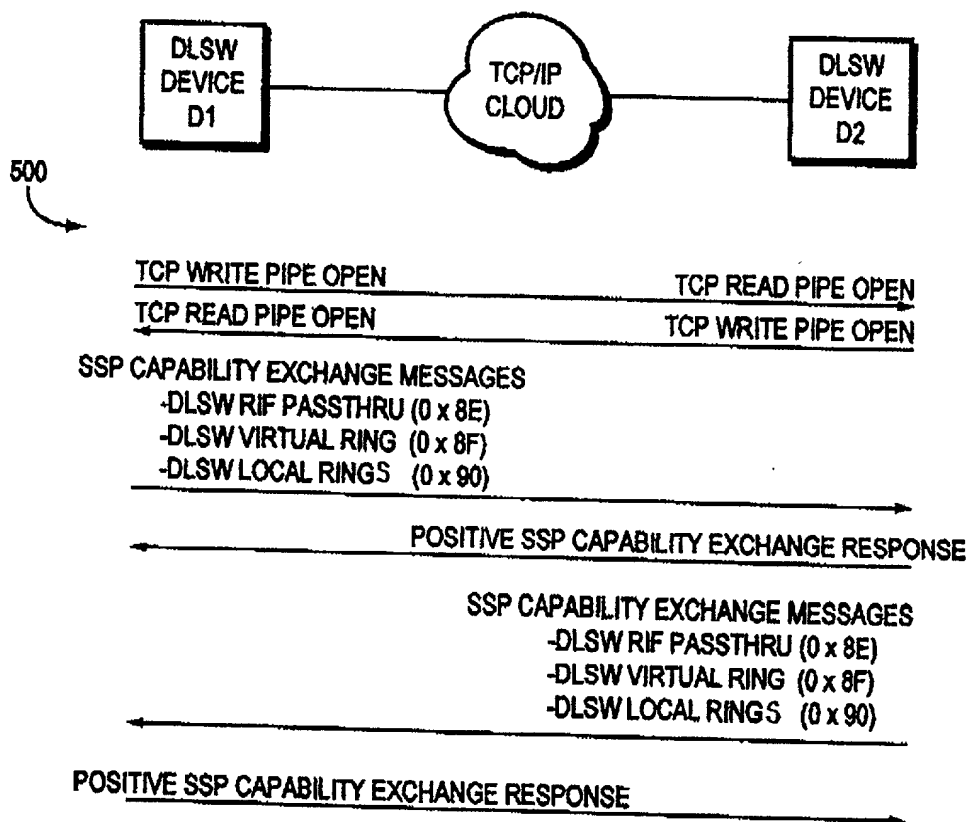 DLSW
DEVICE
D1
TCP/IP
CLOUD
DLSW
DEVICE
D2
500
TCP WRITE PIPE OPEN
TCP READ PIPE OPEN
TCP READ PIPE OPEN
TCP WRITE PIPE OPEN
SSP CAPABILITY EXCHANGE MESSAGES
-DLSW RIF PASSTHRU (0 x 8E)
-DLSW VIRTUAL RING (0 x 8F)
-DLSW LOCAL RINGS (0 x 90)
POSITIVE SSP CAPABILITY EXCHANGE RESPONSE
SSP CAPABILITY EXCHANGE MESSAGES
-DLSW RIF PASSTHRU (0 x 8E)
-DLSW VIRTUAL RING (0 x 8F)
-DLSW LOCAL RINGS (0 x 90)
POSITIVE SSP CAPABILITY EXCHANGE RESPONSE